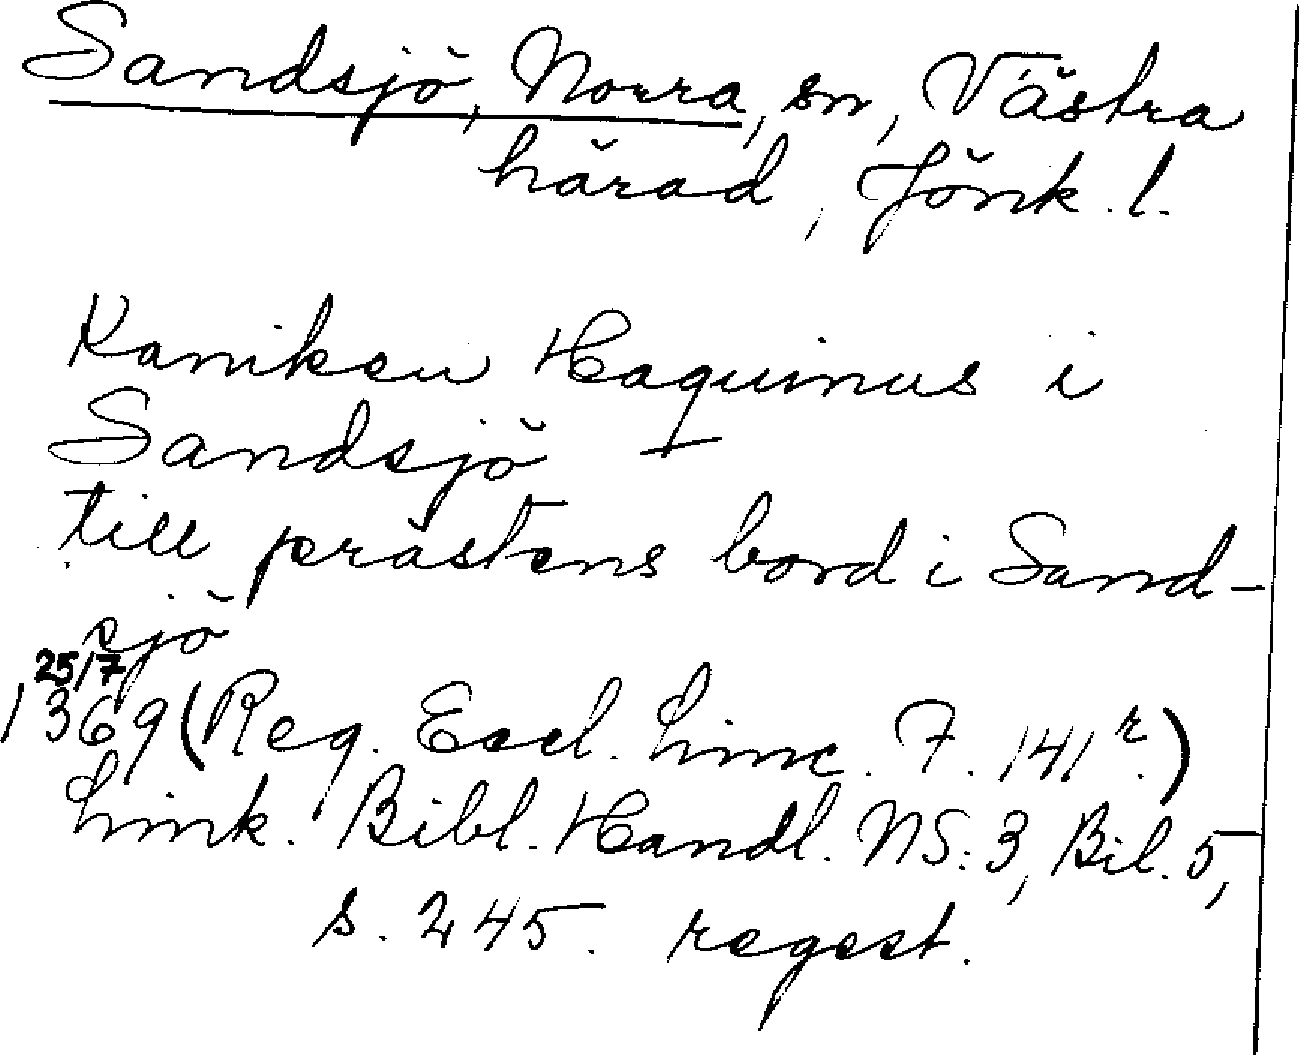 Sandsjö, Norra, sn, Västra
härad, Jönk. l.
Kaniken Haquinus i
Sandsjö
till prästens bord i Sand-
sjö
25/7
1369 (Reg. Eccl. Linc. F. 141 r.)
Link. Bibl. Handl. NS: 3, Bil. 5,
s. 245. regest.